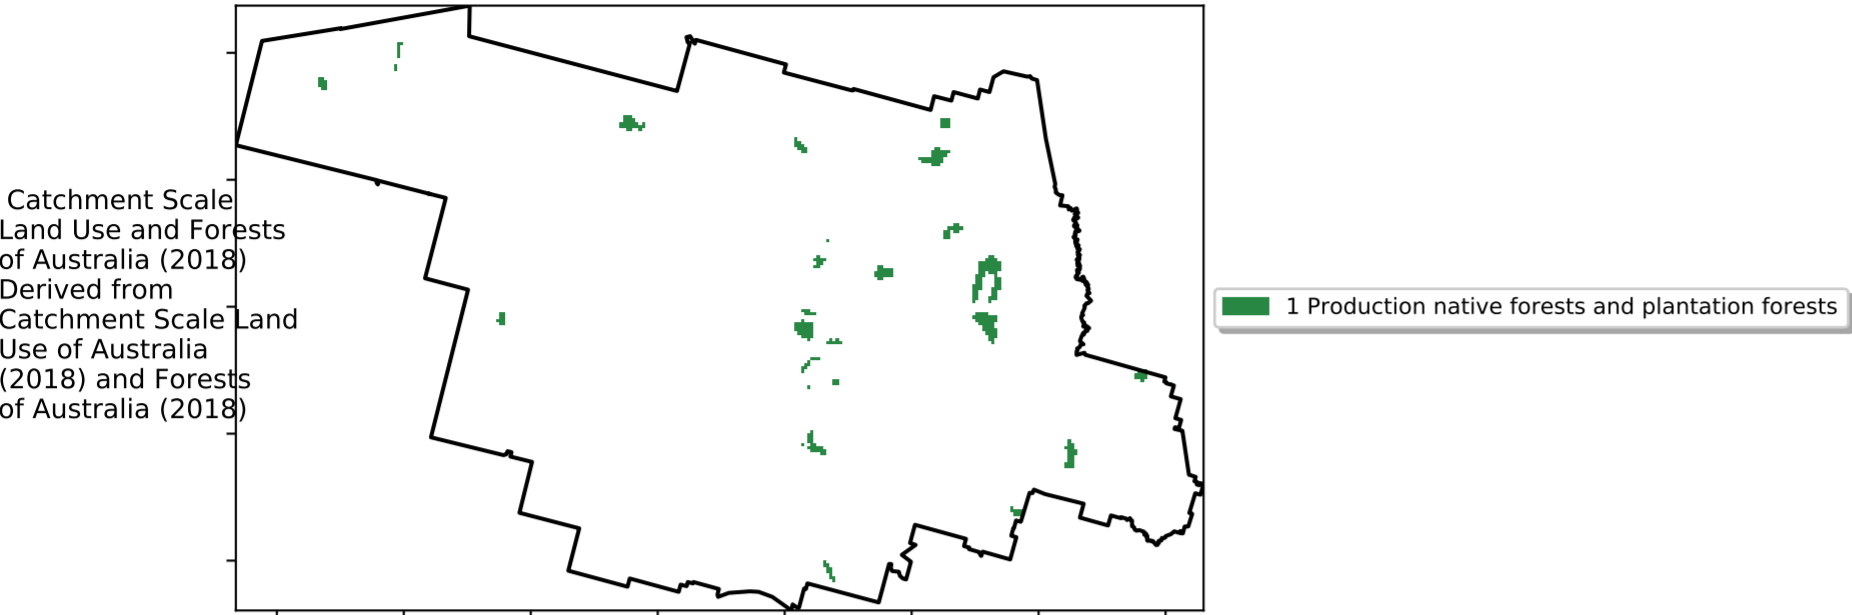 Catchment Scale
Land Use and Forests
of Australia (2018)
Derived from
Catchment Scale Land
Use of Australia
(2018) and Forests
of Australia (2018)
1 Production native forests and plantation forests